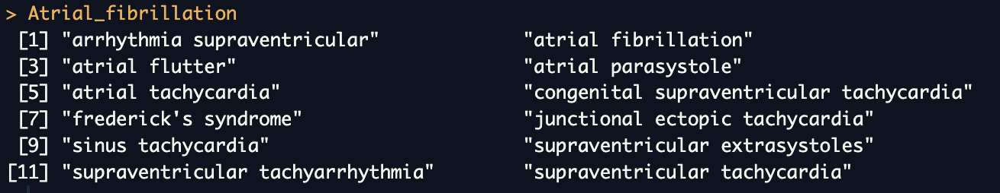 > Atrial_fibrillation
 [1] "arrhythmia supraventricular"             "atrial fibrillation"
 [3] "atrial flutter"                          "atrial parasystole"
 [5] "atrial tachycardia"                      "congenital supraventricular tachycardia"
 [7] "frederick's syndrome"                    "junctional ectopic tachycardia"
 [9] "sinus tachycardia"                       "supraventricular extrasystoles"
[11] "supraventricular tachyarrhythmia"        "supraventricular tachycardia"